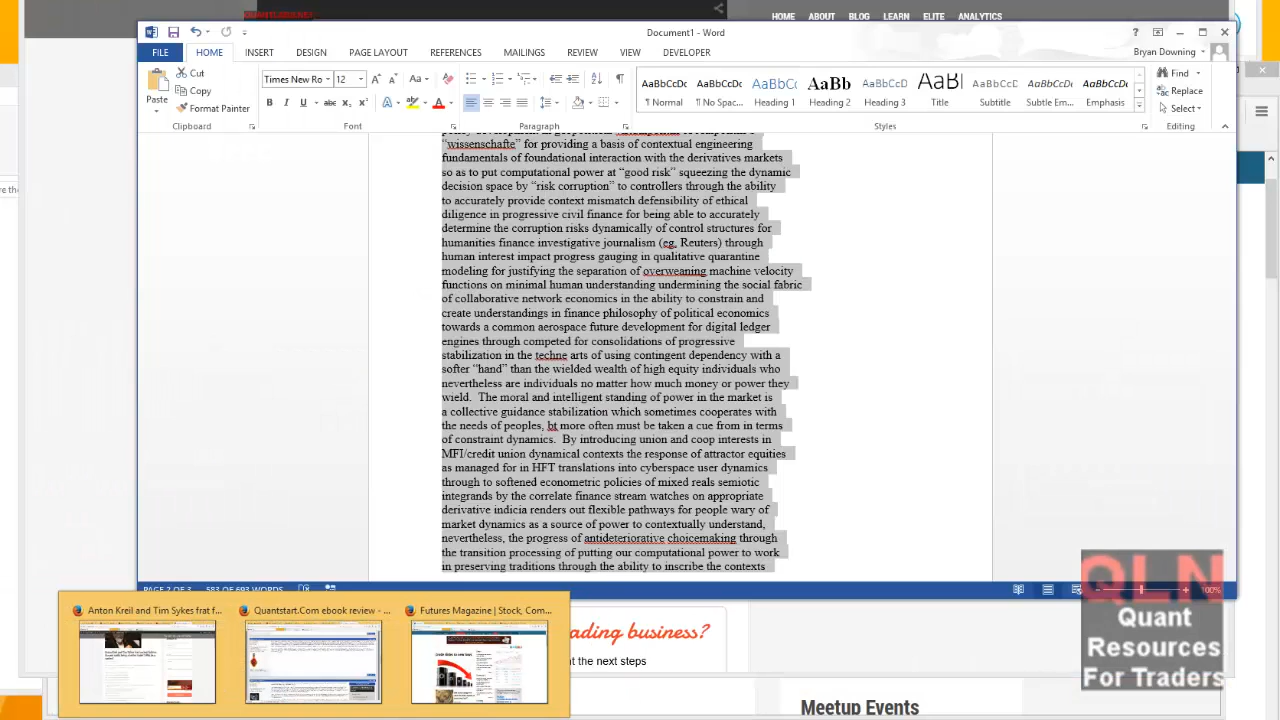 QUANTLABS.NET
HOME ABOUT BLOG LEARN ELITE ANALYTICS
Document1 - Word
FILE HOME INSERT DESIGN PAGE LAYOUT REFERENCES MAILINGS REVIEW VIEW DEVELOPER
Bryan Downing
Paste
Cut
Copy
Format Painter
Clipboard
Times New Ro 12
Font
Paragraph
AaBbCcDc AaBbCcDc AaBbCc AaBb AaBbCcDc AaBl AaBbCcDc AaBbCcDc AaBbCcDc
¶ Normal ¶ No Spac... Heading 1 Heading 2 Heading 3 Title Subtitle Subtle Em... Emphasis
Styles
Find
Replace
Select
Editing
“wissenschafte” for providing a basis of contextual engineering
fundamentals of foundational interaction with the derivatives markets
so as to put computational power at “good risk” squeezing the dynamic
decision space by “risk corruption” to controllers through the ability
to accurately provide context mismatch defensibility of ethical
diligence in progressive civil finance for being able to accurately
determine the corruption risks dynamically of control structures for
humanities finance investigative journalism (eg, Reuters) through
human interest impact progress gauging in qualitative quarantine
modeling for justifying the separation of overweaning machine velocity
functions on minimal human understanding undermining the social fabric
of collaborative network economics in the ability to constrain and
create understandings in finance philosophy of political economics
towards a common aerospace future development for digital ledger
engines through competed for consolidations of progressive
stabilization in the techne arts of using contingent dependency with a
softer “hand” than the wielded wealth of high equity individuals who
nevertheless are individuals no matter how much money or power they
wield.  The moral and intelligent standing of power in the market is
a collective guidance stabilization which sometimes cooperates with
the needs of peoples, bt more often must be taken a cue from in terms
of constraint dynamics.  By introducing union and coop interests in
MFI/credit union dynamical contexts the response of attractor equities
as managed for in HFT translations into cyberspace user dynamics
through to softened econometric policies of mixed reals semiotic
integrands by the correlate finance stream watches on appropriate
derivative indicia renders out flexible pathways for people wary of
market dynamics as a source of power to contextually understand,
nevertheless, the progress of antideteriorative choicemaking through
the transition processing of putting our computational power to work
in preserving traditions through the ability to inscribe the contexts
PAGE 2 OF 3 583 OF 693 WORDS
100%
Anton Kreil and Tim Sykes frat f...
Quantstart.Com ebook review - ...
Futures Magazine | Stock, Com...
ading business?
t the next steps
Meetup Events
QLN
Quant
Resources
For Traders